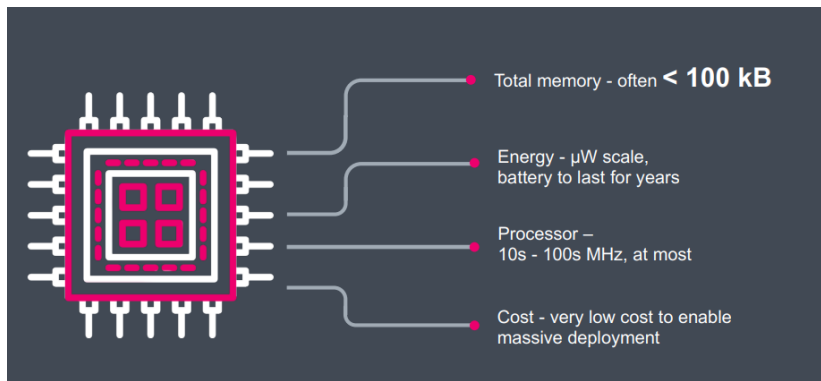 Total memory - often < 100 kB
Energy - µW scale,
battery to last for years
Processor –
10s - 100s MHz, at most
Cost - very low cost to enable
massive deployment